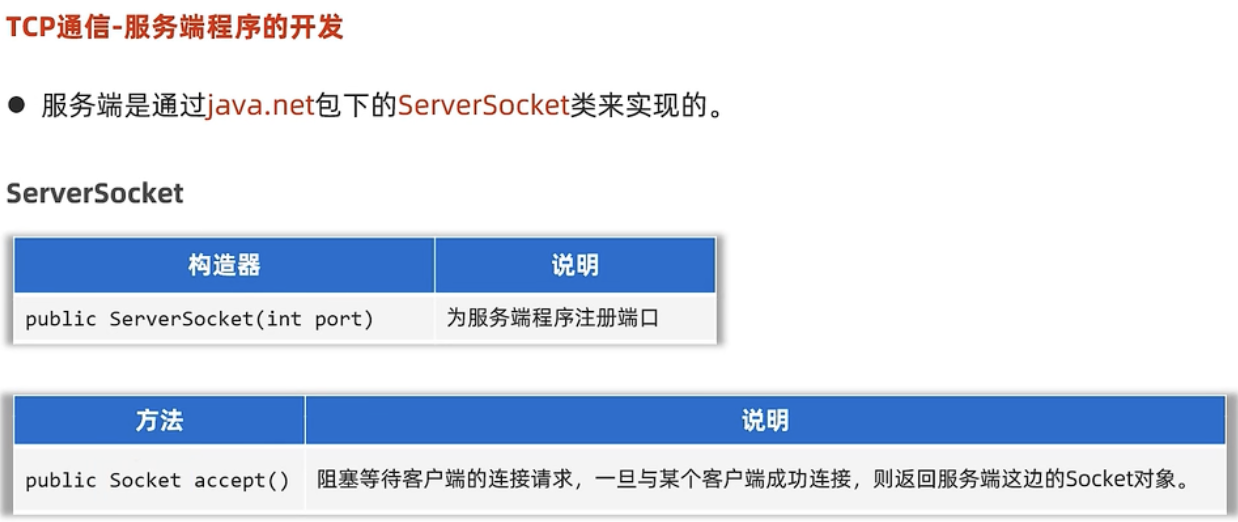 TCP通信-服务端程序的开发
● 服务端是通过java.net包下的ServerSocket类来实现的。
ServerSocket
构造器 说明
public ServerSocket(int port) 为服务端程序注册端口
方法 说明
public Socket accept() 阻塞等待客户端的连接请求，一旦与某个客户端成功连接，则返回服务端这边的Socket对象。